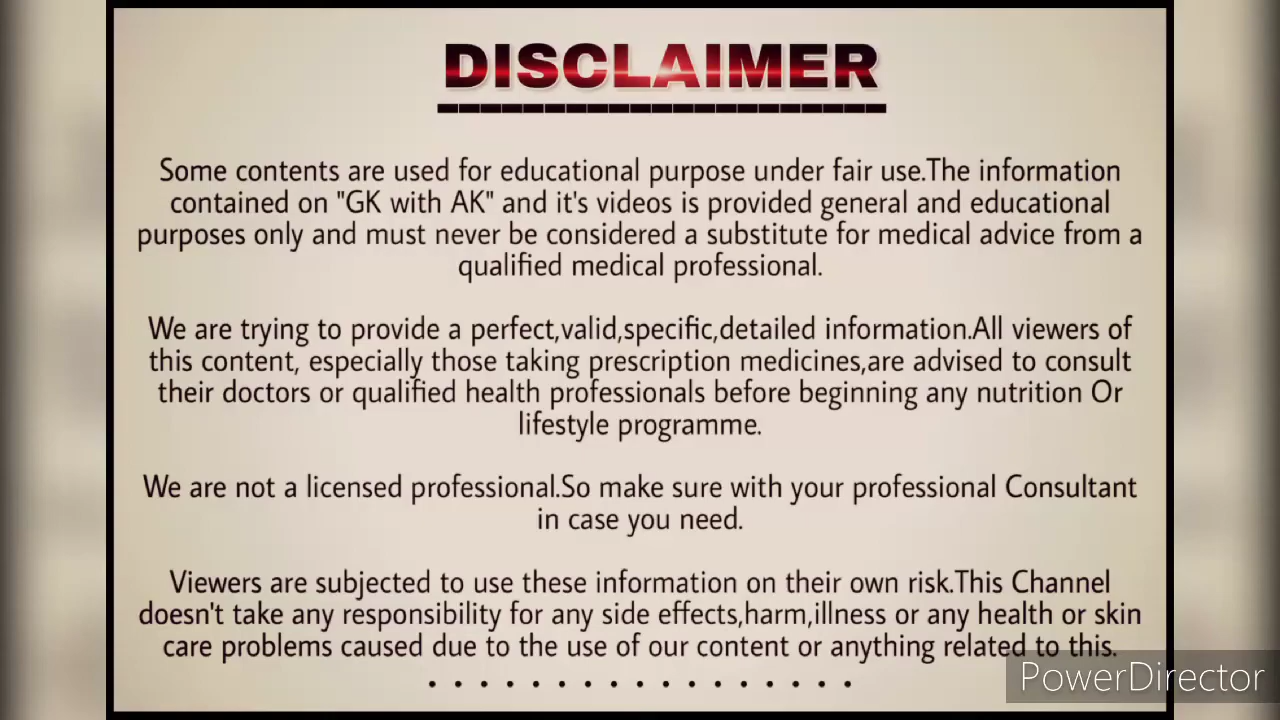 DISCLAIMER
Some contents are used for educational purpose under fair use.The information
contained on "GK with AK" and it's videos is provided general and educational
purposes only and must never be considered a substitute for medical advice from a
qualified medical professional.
We are trying to provide a perfect,valid,specific,detailed information.All viewers of
this content, especially those taking prescription medicines,are advised to consult
their doctors or qualified health professionals before beginning any nutrition Or
lifestyle programme.
We are not a licensed professional.So make sure with your professional Consultant
in case you need.
Viewers are subjected to use these information on their own risk.This Channel
doesn't take any responsibility for any side effects,harm,illness or any health or skin
care problems caused due to the use of our content or anything related to this.
PowerDirector